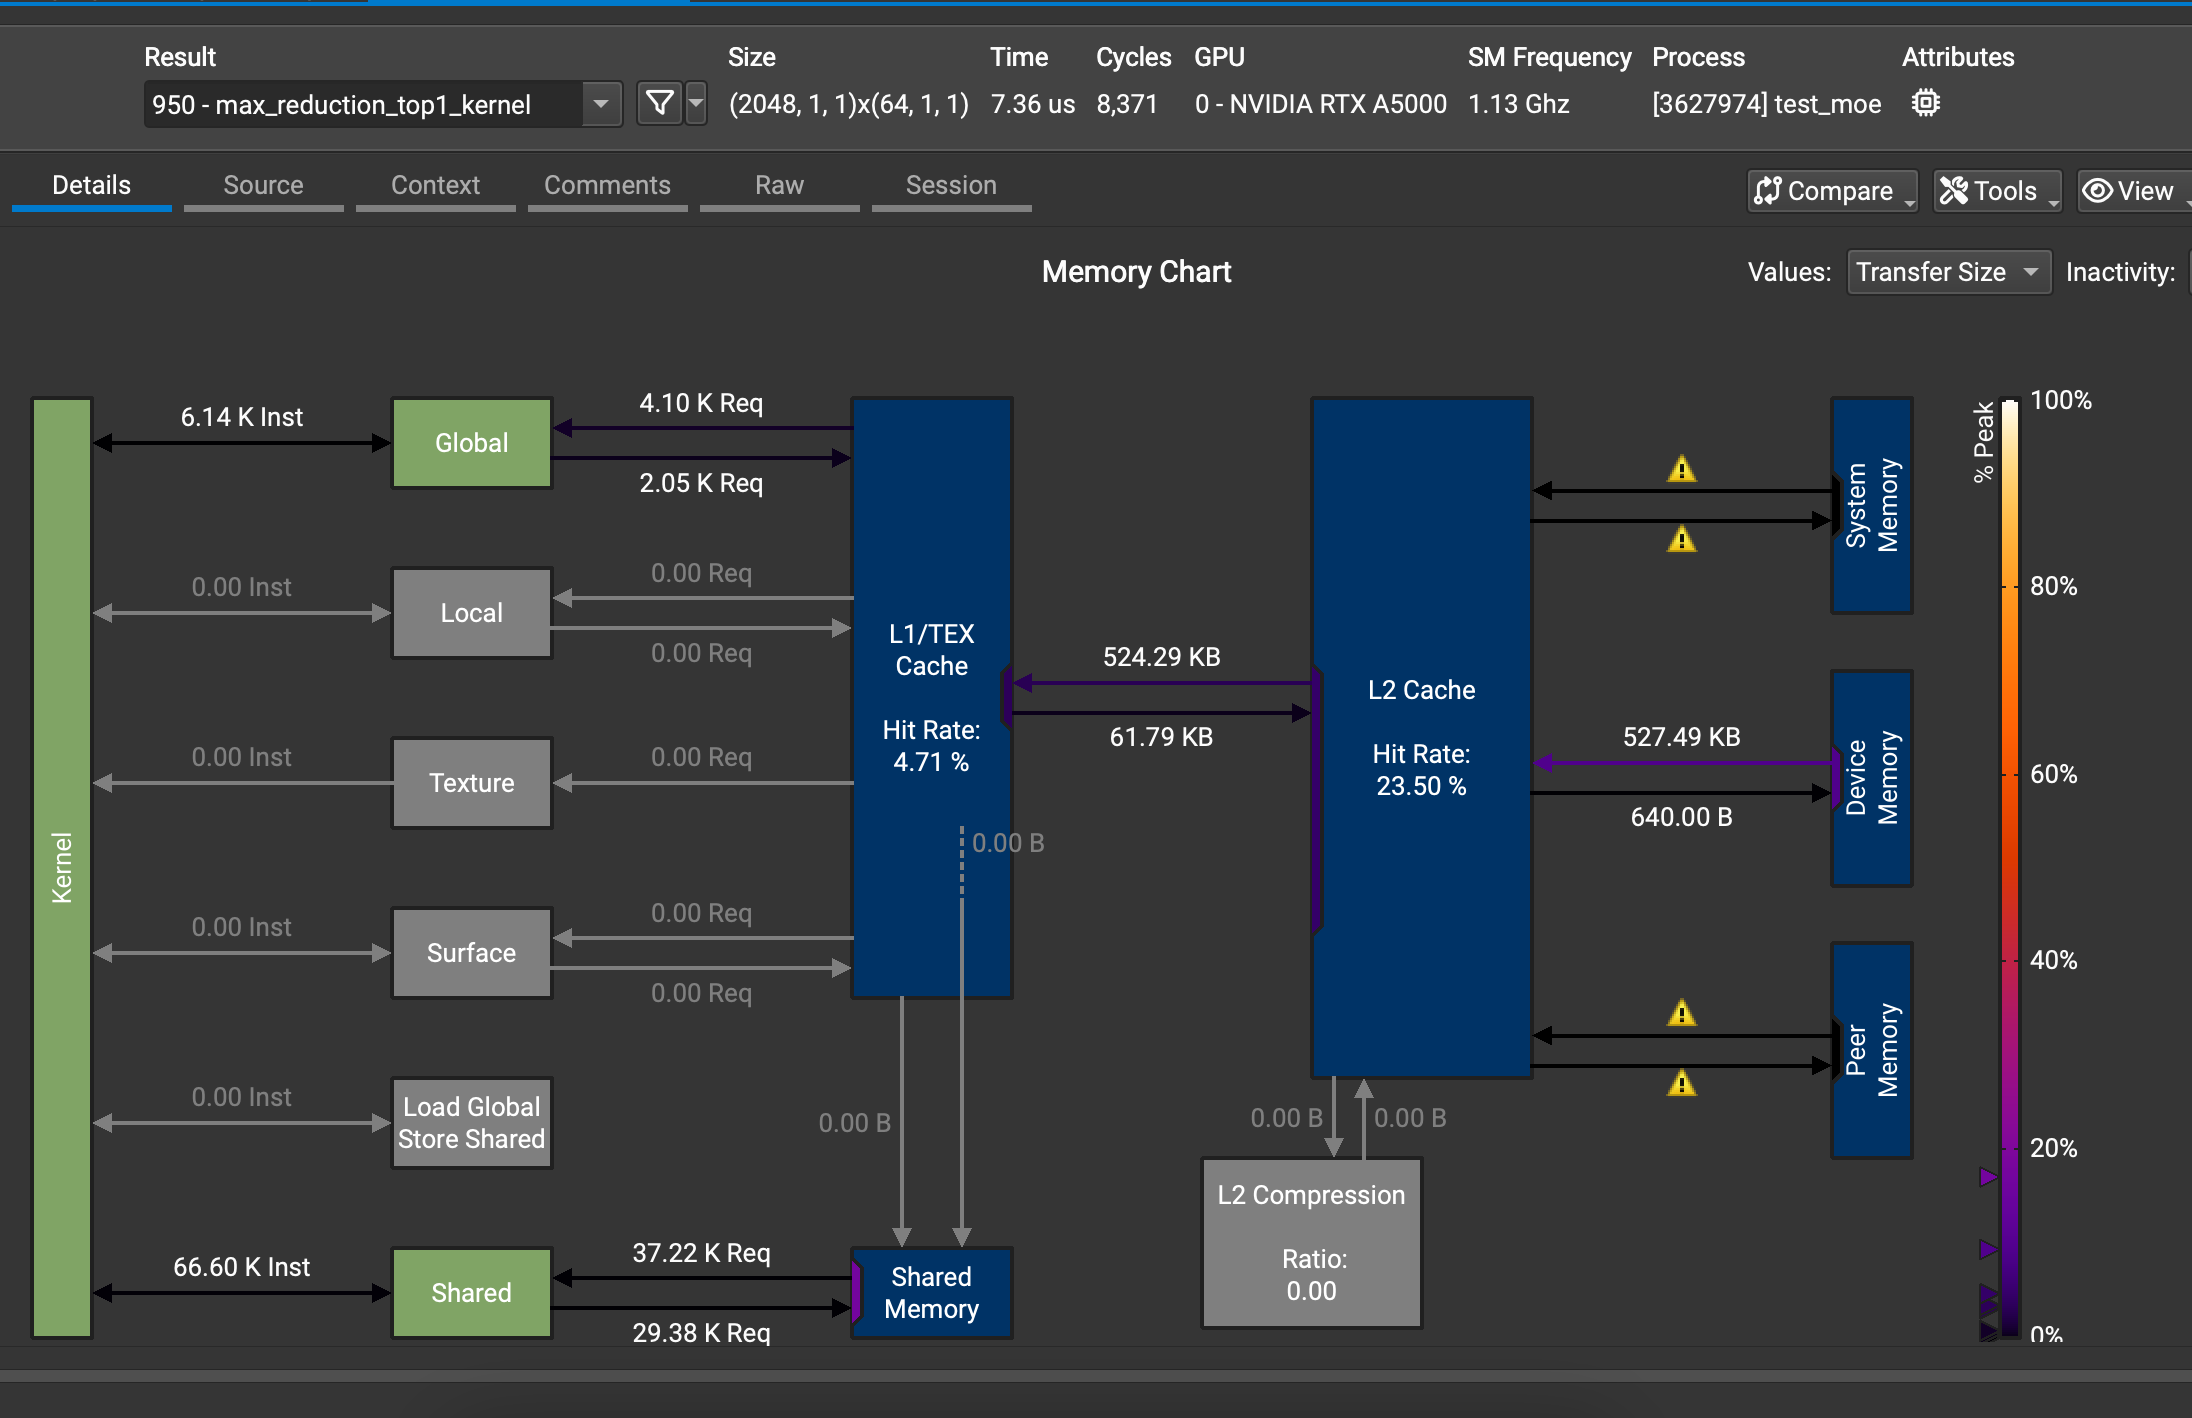 Result Size Time Cycles GPU SM Frequency Process Attributes
950 - max_reduction_top1_kernel (2048, 1, 1)x(64, 1, 1) 7.36 us 8,371 0 - NVIDIA RTX A5000 1.13 Ghz [3627974] test_moe
Details Source Context Comments Raw Session Compare Tools View
Memory Chart
Values: Transfer Size Inactivity:
6.14 K Inst
Global
4.10 K Req
2.05 K Req
0.00 Inst
Local
0.00 Req
0.00 Req
0.00 Inst
Texture
0.00 Req
0.00 Inst
Surface
0.00 Req
0.00 Req
0.00 Inst
Load Global
Store Shared
66.60 K Inst
Shared
37.22 K Req
29.38 K Req
Kernel
L1/TEX
Cache
Hit Rate:
4.71 %
0.00 B
0.00 B
Shared
Memory
524.29 KB
61.79 KB
L2 Cache
Hit Rate:
23.50 %
0.00 B
0.00 B
L2 Compression
Ratio:
0.00
527.49 KB
640.00 B
System
Memory
Device
Memory
Peer
Memory
% Peak
100%
80%
60%
40%
20%
0%